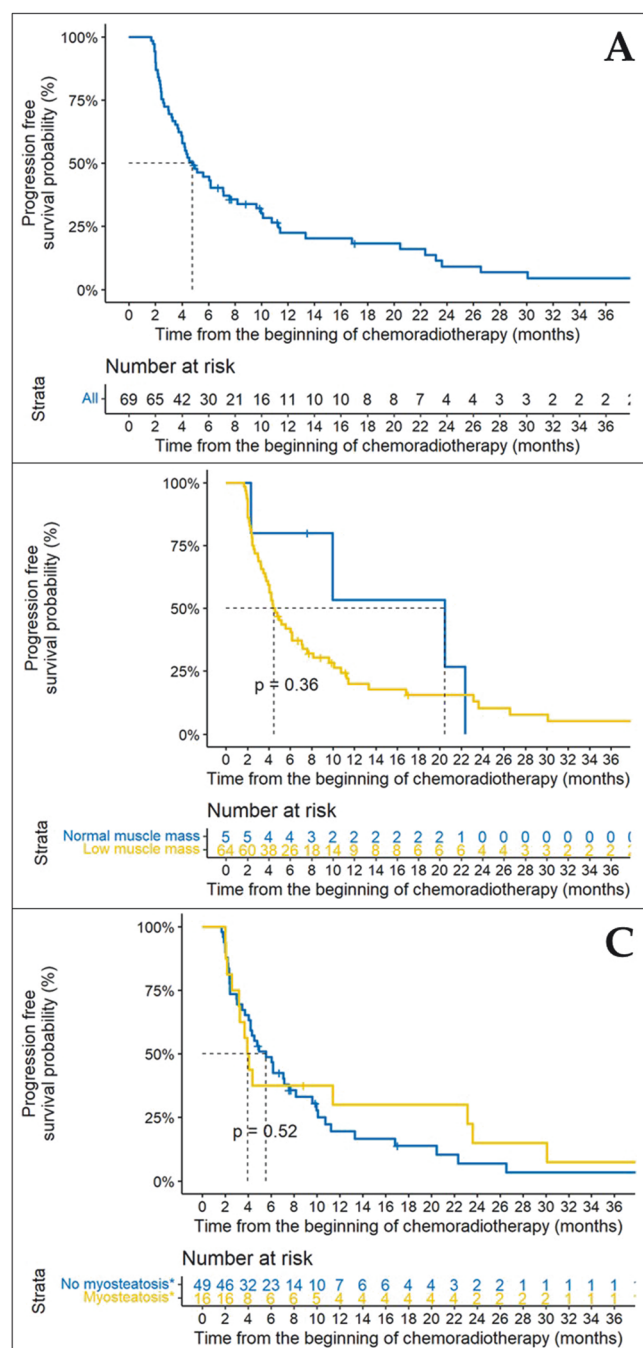 A
Progression free
survival probability (%)
100%
75%
50%
25%
0%
0 2 4 6 8 10 12 14 16 18 20 22 24 26 28 30 32 34 36
Time from the beginning of chemoradiotherapy (months)
Number at risk
Strata
All 69 65 42 30 21 16 11 10 10 8 8 7 4 4 3 3 2 2 2
0 2 4 6 8 10 12 14 16 18 20 22 24 26 28 30 32 34 36
Time from the beginning of chemoradiotherapy (months)
Progression free
survival probability (%)
100%
75%
50%
25%
0%
p = 0.36
0 2 4 6 8 10 12 14 16 18 20 22 24 26 28 30 32 34 36
Time from the beginning of chemoradiotherapy (months)
Number at risk
Strata
Normal muscle mass 5 5 4 4 3 2 2 2 2 2 2 1 0 0 0 0 0 0 0
Low muscle mass 64 60 38 26 18 14 9 8 8 6 6 6 4 4 3 3 2 2 2
0 2 4 6 8 10 12 14 16 18 20 22 24 26 28 30 32 34 36
Time from the beginning of chemoradiotherapy (months)
C
Progression free
survival probability (%)
100%
75%
50%
25%
0%
p = 0.52
0 2 4 6 8 10 12 14 16 18 20 22 24 26 28 30 32 34 36
Time from the beginning of chemoradiotherapy (months)
Number at risk
Strata
No myosteatosis* 49 46 32 23 14 10 7 6 6 4 4 3 2 2 1 1 1 1 1
Myosteatosis* 16 16 8 6 6 5 4 4 4 4 4 4 2 2 2 2 1 1 1
0 2 4 6 8 10 12 14 16 18 20 22 24 26 28 30 32 34 36
Time from the beginning of chemoradiotherapy (months)